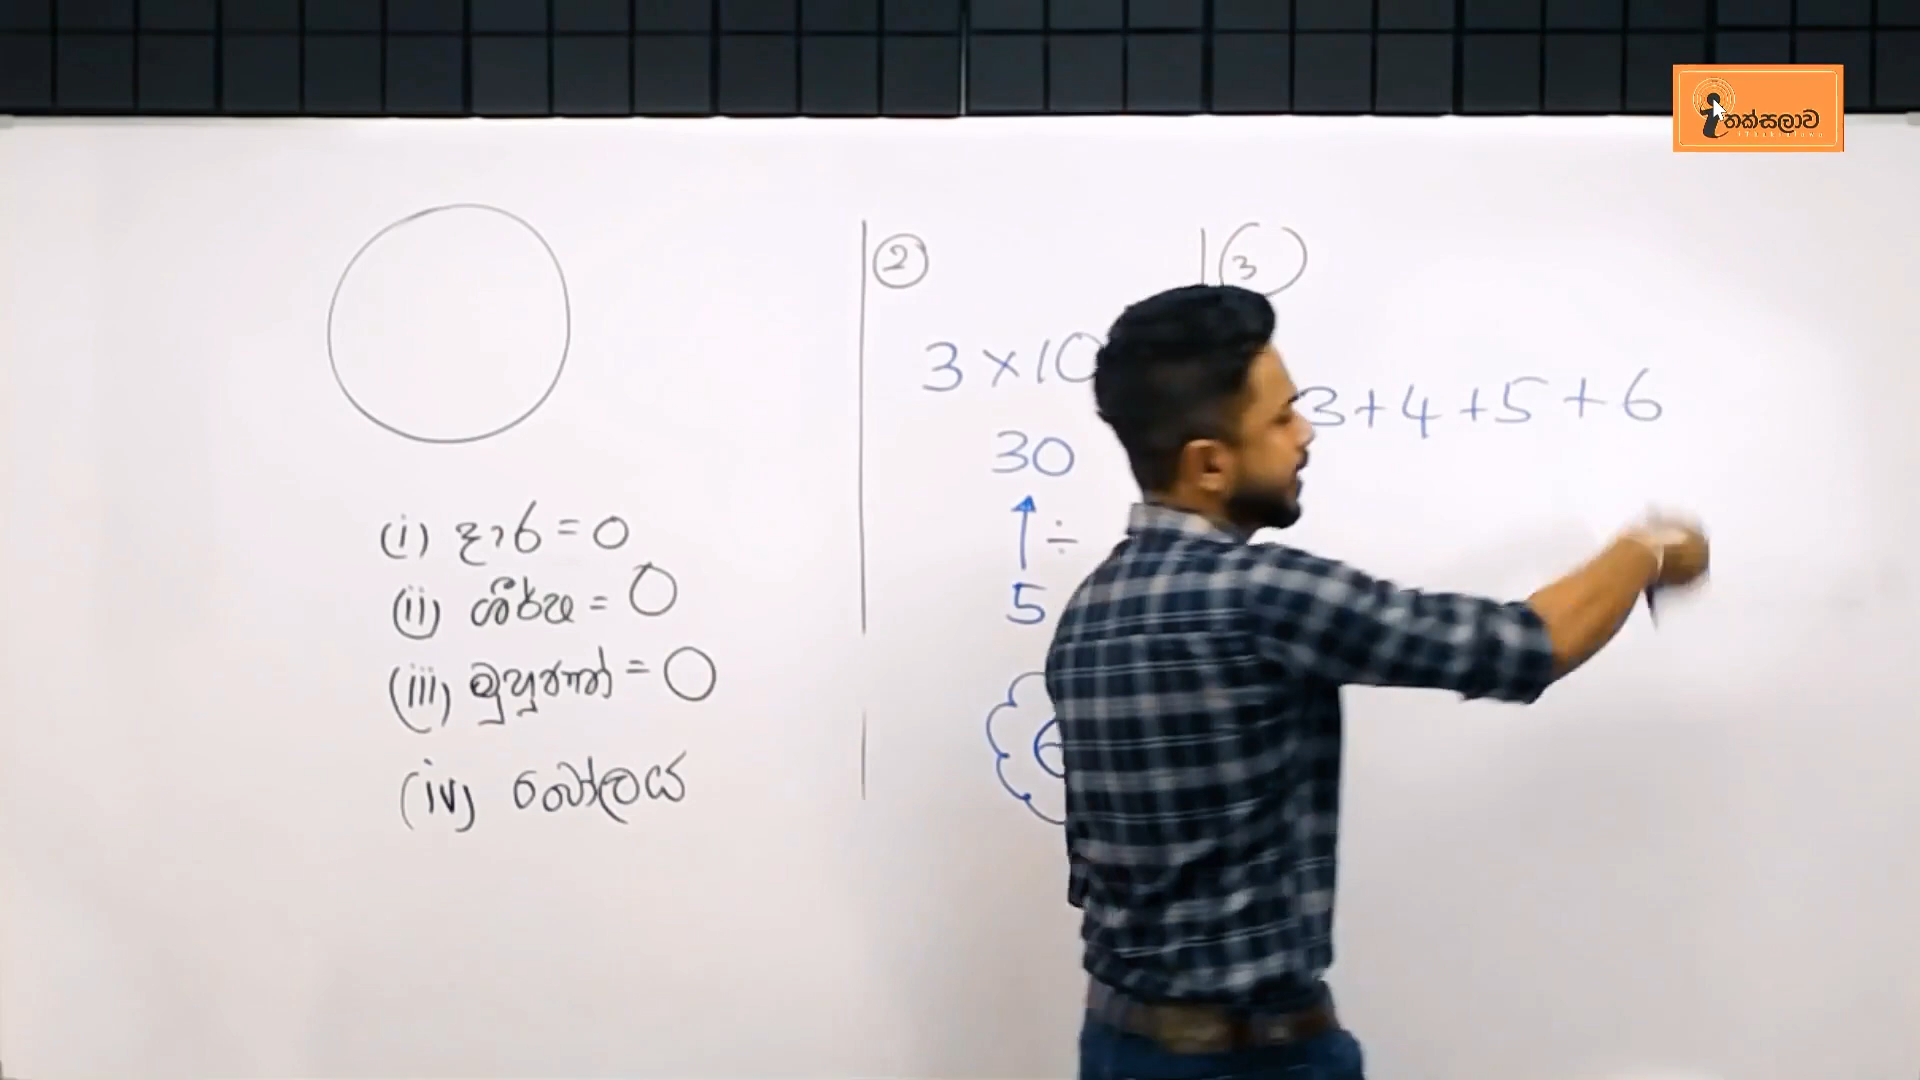 තක්සලාව
(i) දාර = 0
(ii) ශීර්ෂ = 0
(iii) මුහුණත් = 0
(iv) ගෝලය
2
3 × 10
30
÷
5
6
3
3 + 4 + 5 + 6